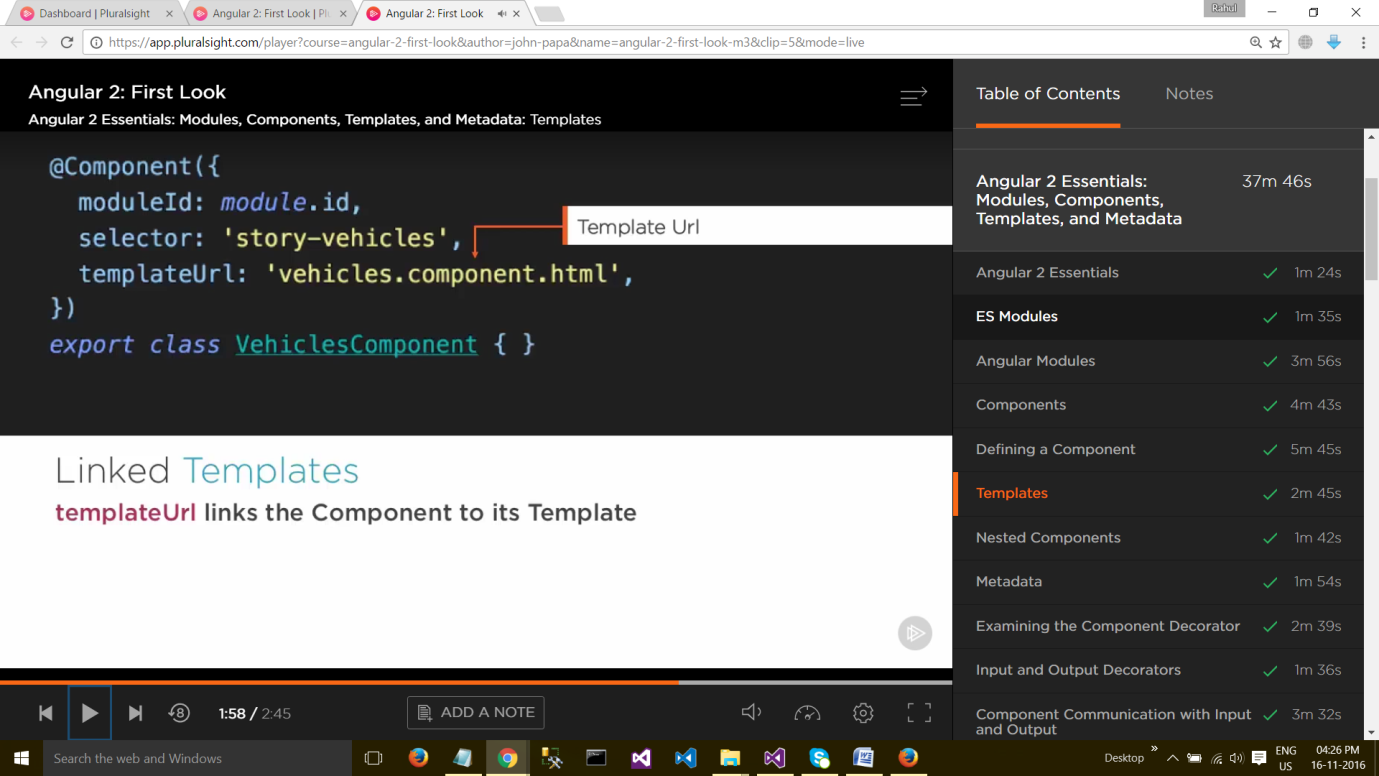 Dashboard | Pluralsight
Angular 2: First Look | Pl
Angular 2: First Look
Rahul
https://app.pluralsight.com/player?course=angular-2-first-look&author=john-papa&name=angular-2-first-look-m3&clip=5&mode=live
Angular 2: First Look
Angular 2 Essentials: Modules, Components, Templates, and Metadata: Templates
@Component({
moduleId: module.id,
selector: 'story-vehicles',
templateUrl: 'vehicles.component.html',
})
export class VehiclesComponent { }
Template Url
Linked Templates
templateUrl links the Component to its Template
8
1:58 / 2:45
ADD A NOTE
Table of Contents
Notes
Angular 2 Essentials:
Modules, Components,
Templates, and Metadata
37m 46s
Angular 2 Essentials 1m 24s
ES Modules 1m 35s
Angular Modules 3m 56s
Components 4m 43s
Defining a Component 5m 45s
Templates 2m 45s
Nested Components 1m 42s
Metadata 1m 54s
Examining the Component Decorator 2m 39s
Input and Output Decorators 1m 36s
Component Communication with Input
and Output
3m 32s
Search the web and Windows
Desktop
ENG
US
04:26 PM
16-11-2016